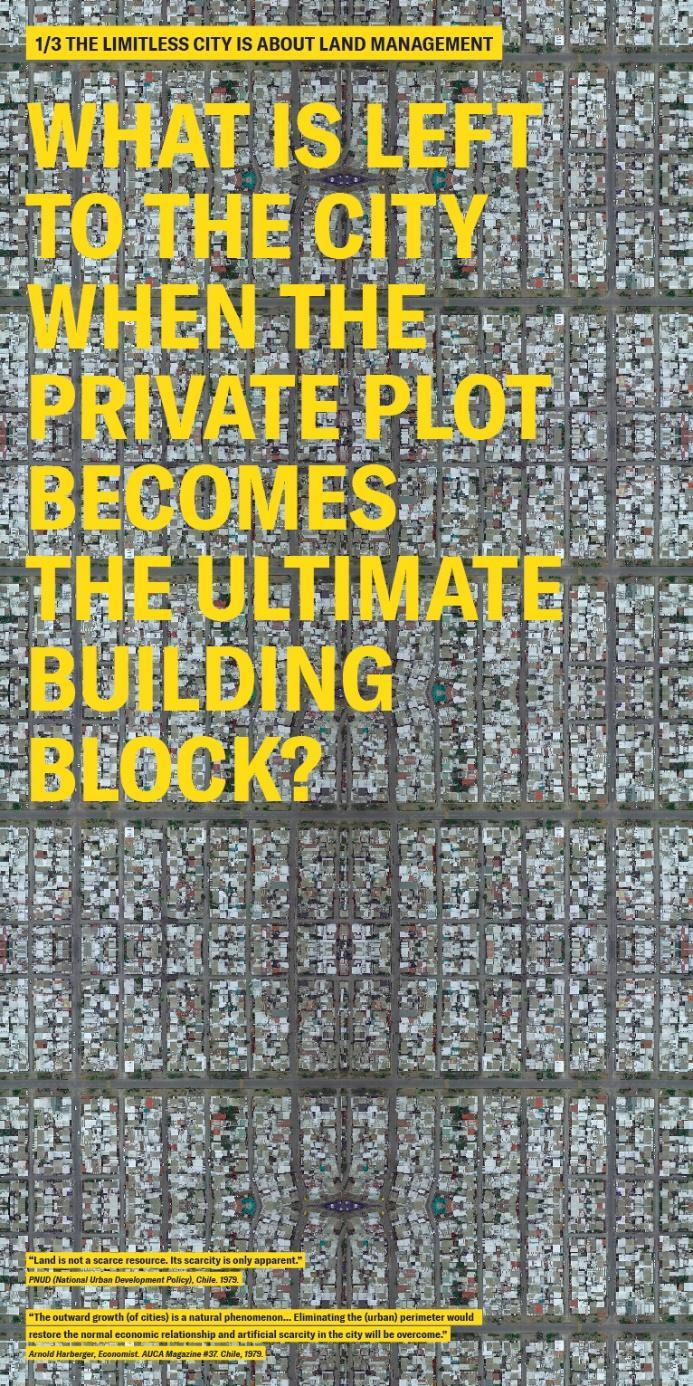 1/3 THE LIMITLESS CITY IS ABOUT LAND MANAGEMENT
WHAT IS LEFT
TO THE CITY
WHEN THE
PRIVATE PLOT
BECOMES
THE ULTIMATE
BUILDING
BLOCK?
“Land is not a scarce resource. Its scarcity is only apparent.”
PNUD (National Urban Development Policy), Chile. 1979.
“The outward growth (of cities) is a natural phenomenon... Eliminating the (urban) perimeter would
restore the normal economic relationship and artificial scarcity in the city will be overcome.”
Arnold Harberger, Economist. AUCA Magazine #37. Chile, 1979.